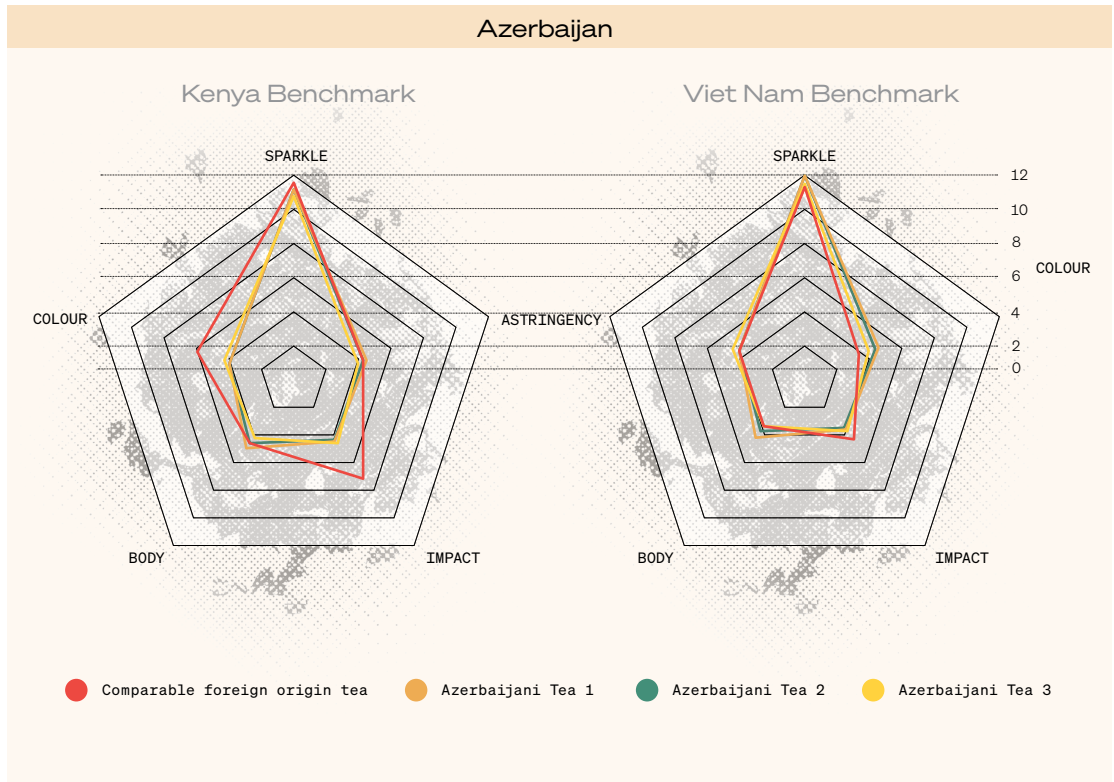 Azerbaijan
Kenya Benchmark
Viet Nam Benchmark
SPARKLE
SPARKLE
12
10
8
6
COLOUR
4
COLOUR
ASTRINGENCY
2
0
BODY
IMPACT
BODY
IMPACT
Comparable foreign origin tea
Azerbaijani Tea 1
Azerbaijani Tea 2
Azerbaijani Tea 3